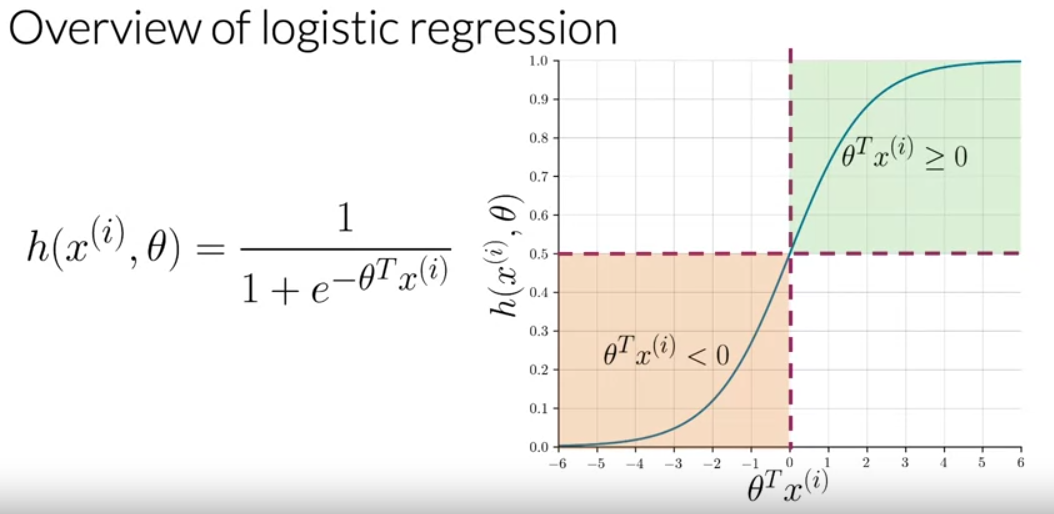 Overview of logistic regression
h(x^{(i)}, θ) = \frac{1}{1 + e^{-θ^T x^{(i)}}}
h(x^{(i)}, θ)
1.0
0.9
0.8
0.7
0.6
0.5
0.4
0.3
0.2
0.1
0.0
θ^T x^{(i)} ≥ 0
θ^T x^{(i)} < 0
−6 −5 −4 −3 −2 −1 0 1 2 3 4 5 6
θ^T x^{(i)}